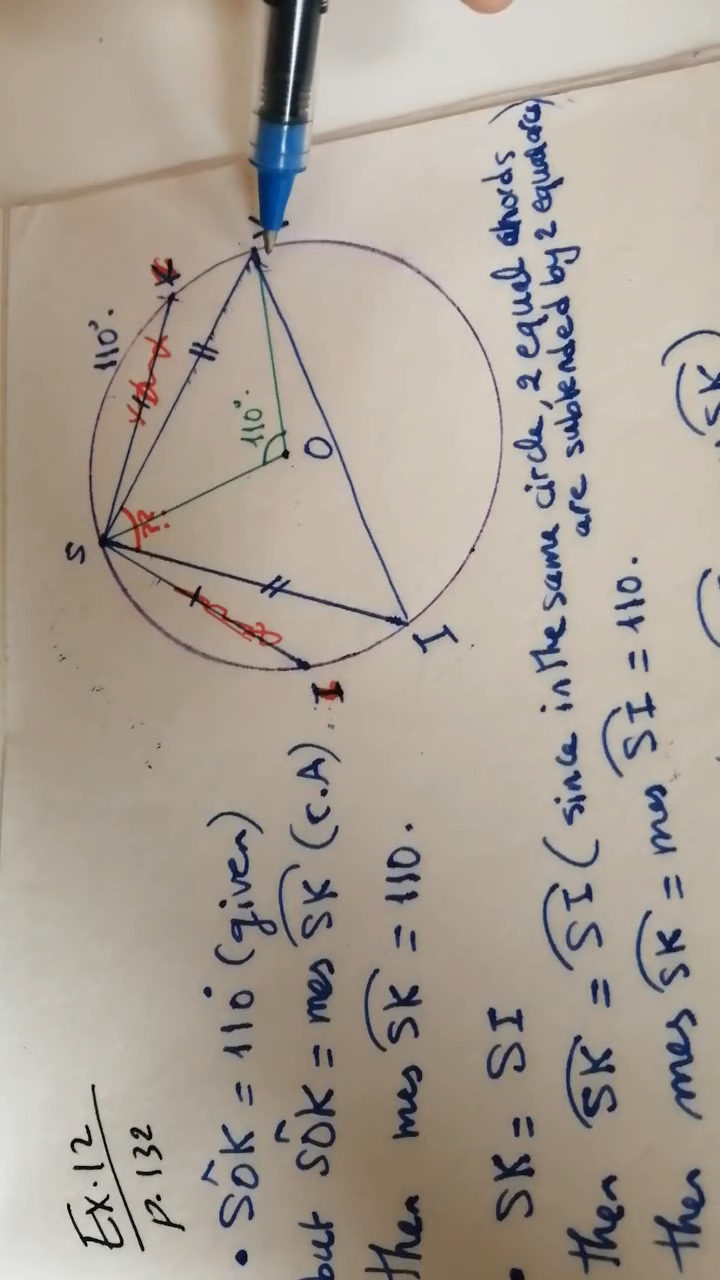 Ex.12
p.132
• SÔK = 110° (given)
but SÔK = mes SK (C.A).
then mes SK = 110.
• SK = SI
then SK = SI (since in the same circle, 2 equal chords
are subtended by 2 equal arcs)
then mes SK = mes SI = 110.
SK)
S
110°.
K
110°.
O
??
I
I